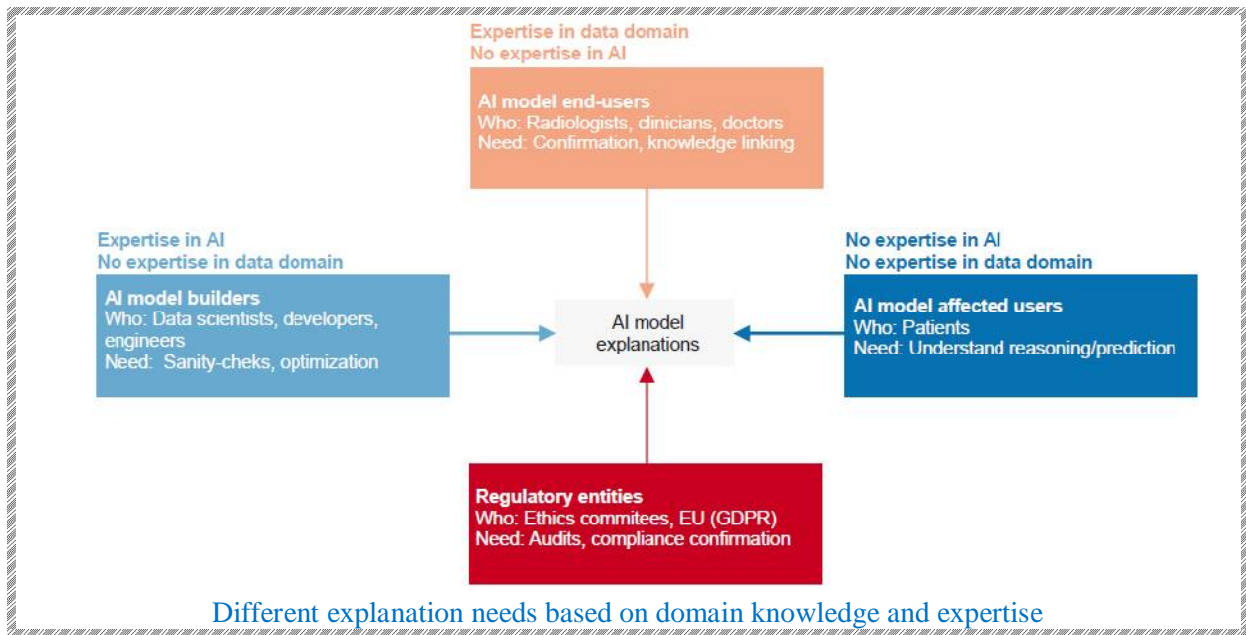 Expertise in data domain
No expertise in AI
AI model end-users
Who: Radiologists, clinicians, doctors
Need: Confirmation, knowledge linking
Expertise in AI
No expertise in data domain
AI model builders
Who: Data scientists, developers,
engineers
Need: Sanity-cheks, optimization
AI model
explanations
No expertise in AI
No expertise in data domain
AI model affected users
Who: Patients
Need: Understand reasoning/prediction
Regulatory entities
Who: Ethics commitees, EU (GDPR)
Need: Audits, compliance confirmation
Different explanation needs based on domain knowledge and expertise